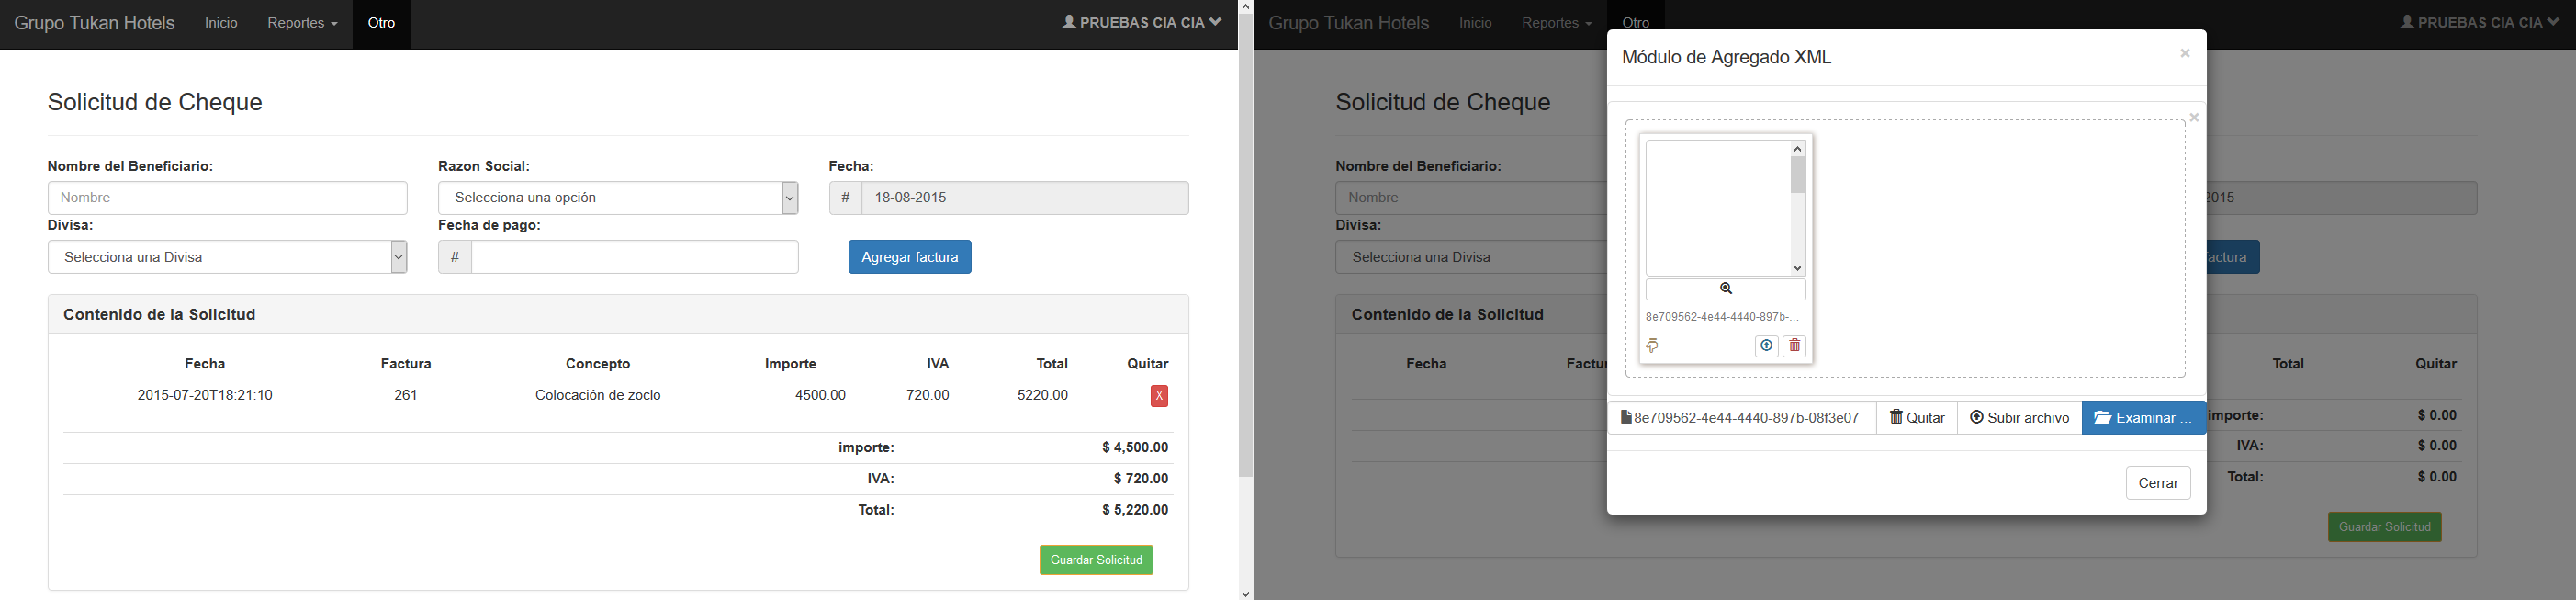 Grupo Tukan Hotels Inicio Reportes Otro PRUEBAS CIA CIA
Solicitud de Cheque
Nombre del Beneficiario: Razon Social: Fecha:
Nombre Selecciona una opción # 18-08-2015
Divisa: Fecha de pago:
Selecciona una Divisa # Agregar factura
Contenido de la Solicitud
Fecha Factura Concepto Importe IVA Total Quitar
2015-07-20T18:21:10 261 Colocación de zoclo 4500.00 720.00 5220.00 X
importe: $ 4,500.00
IVA: $ 720.00
Total: $ 5,220.00
Guardar Solicitud
Grupo Tukan Hotels Inicio Reportes Otro PRUEBAS CIA CIA
Módulo de Agregado XML ×
×
8e709562-4e44-4440-897b-...
8e709562-4e44-4440-897b-08f3e07 Quitar Subir archivo Examinar ...
Cerrar
Solicitud de Cheque
Nombre del Beneficiario:
Nombre 2015
Divisa:
Selecciona una Divisa actura
Contenido de la Solicitud
Fecha Factu Total Quitar
importe: $ 0.00
IVA: $ 0.00
Total: $ 0.00
Guardar Solicitud